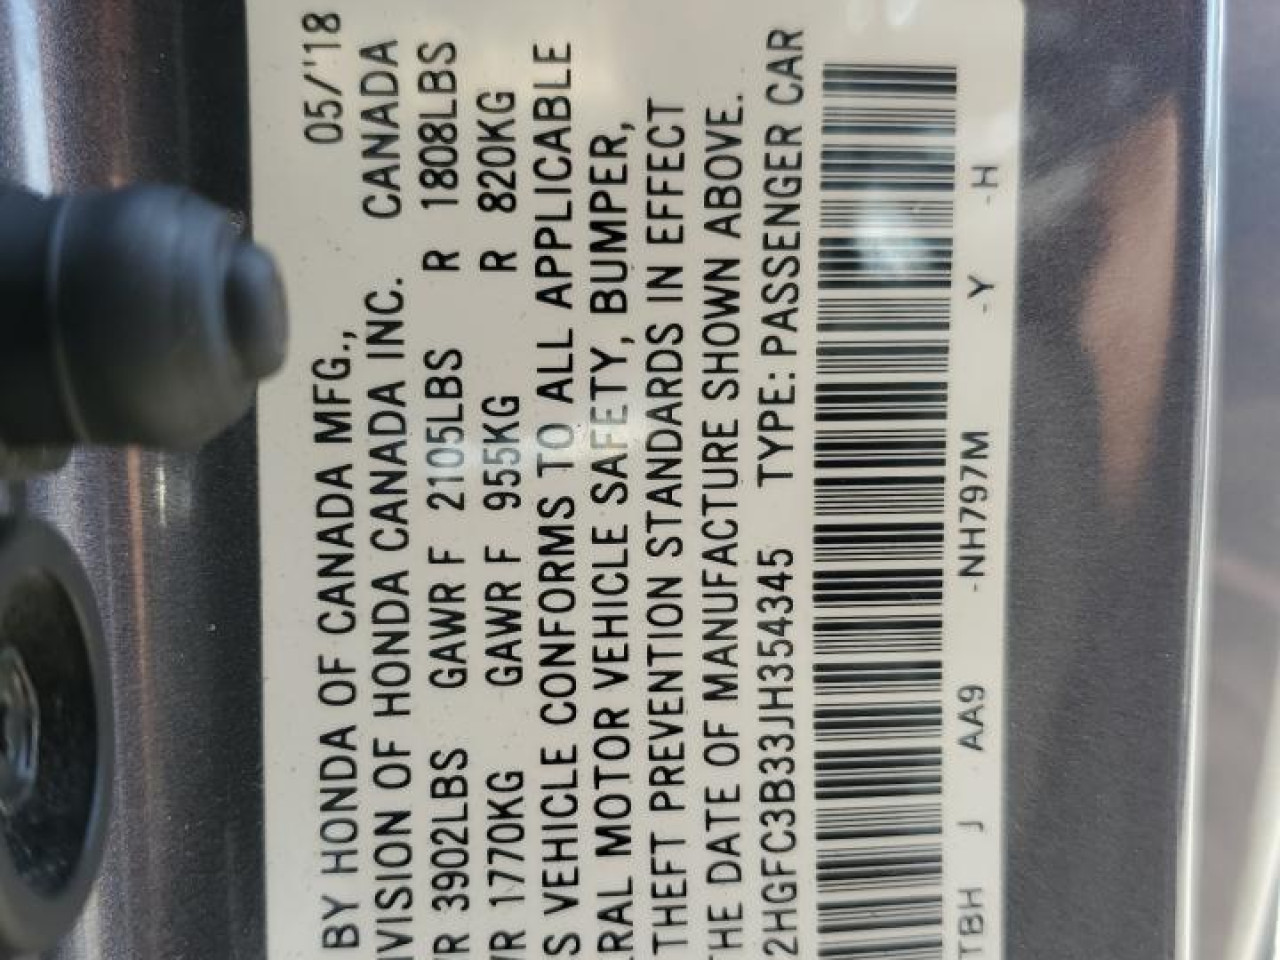 BY HONDA OF CANADA MFG., 05/'18
IVISION OF HONDA CANADA INC. CANADA
VR 3902LBS GAWR F 2105LBS R 1808LBS
VR 1770KG GAWR F 955KG R 820KG
S VEHICLE CONFORMS TO ALL APPLICABLE
RAL MOTOR VEHICLE SAFETY, BUMPER,
THEFT PREVENTION STANDARDS IN EFFECT
THE DATE OF MANUFACTURE SHOWN ABOVE.
2HGFC3B33JH354345 TYPE: PASSENGER CAR
TBH J AA9 -NH797M -Y -H